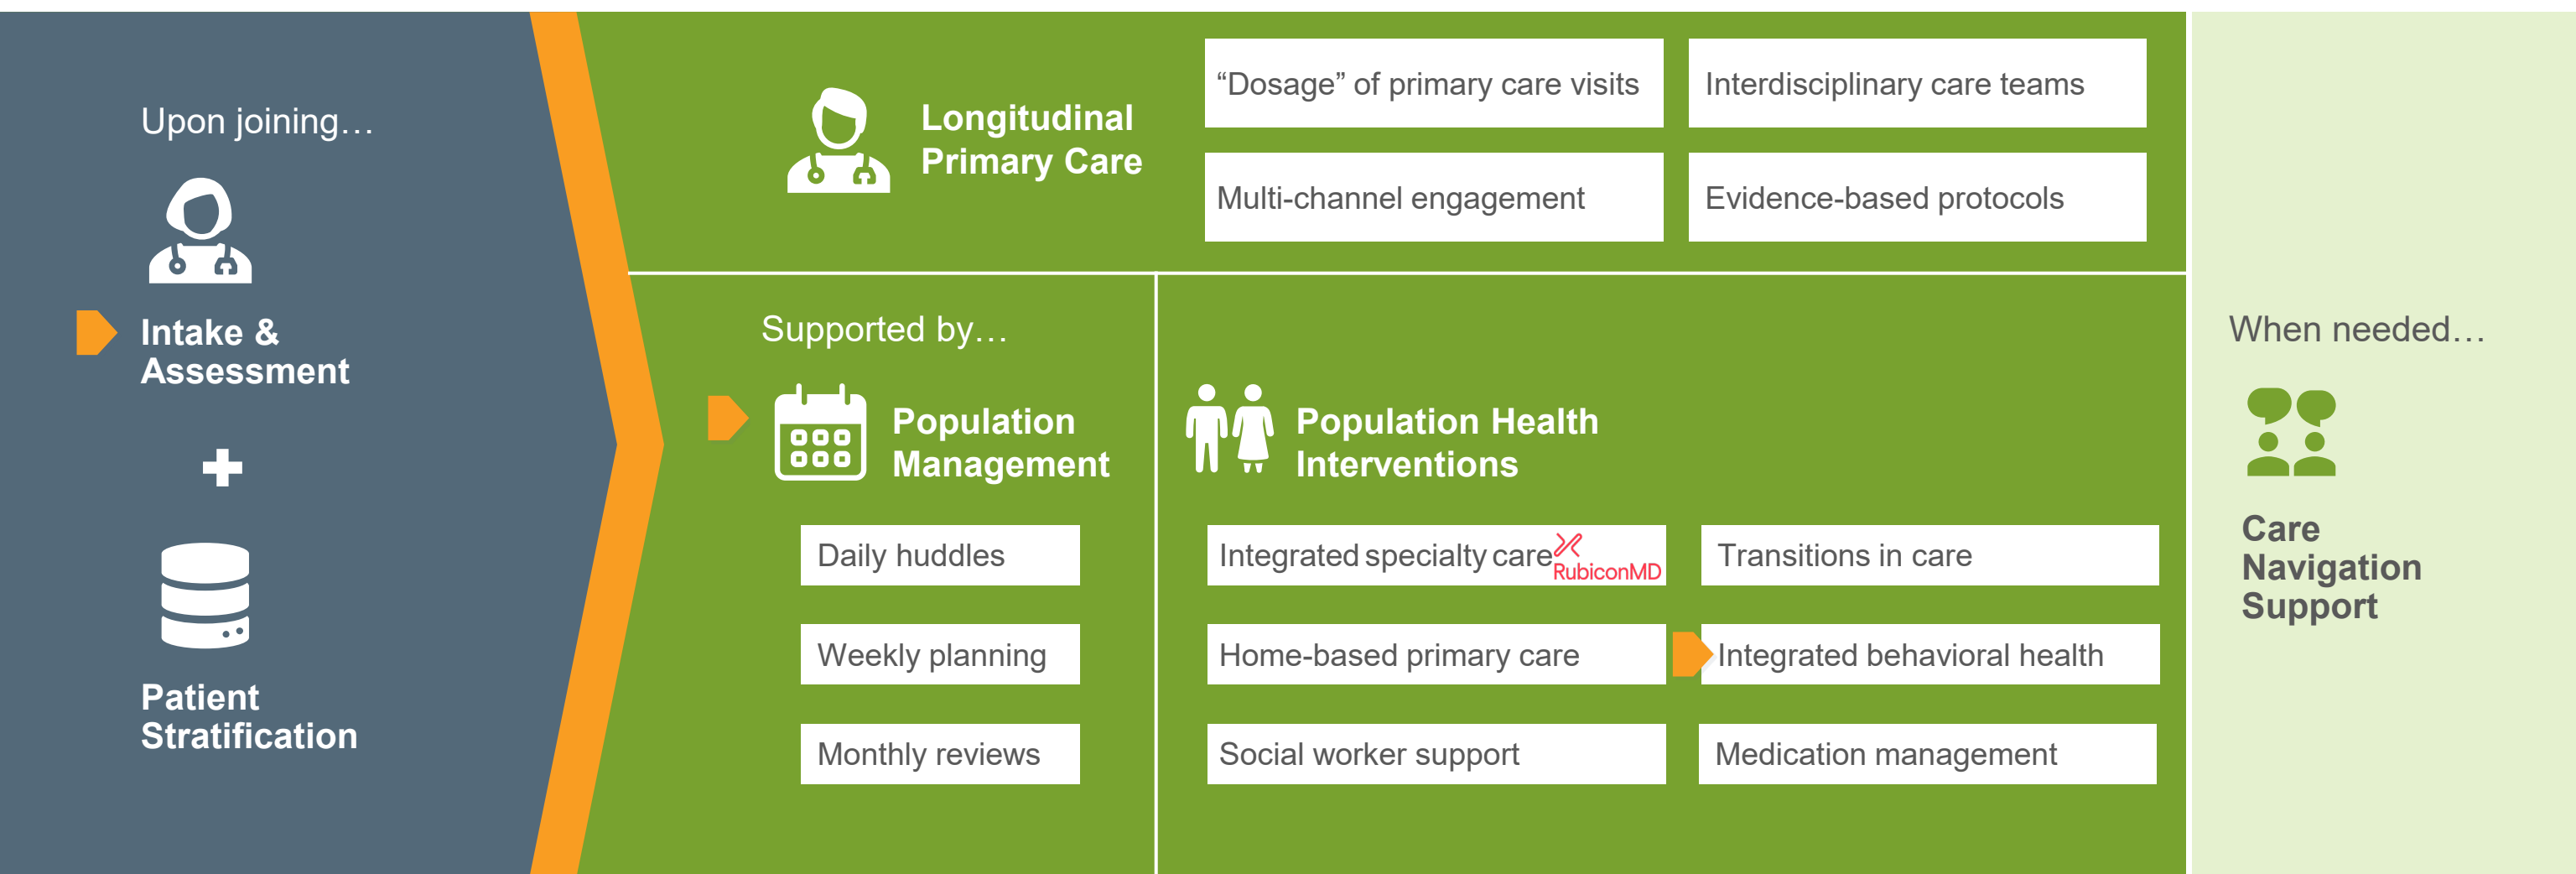 Upon joining…
Intake &
Assessment
Patient
Stratification
Longitudinal
Primary Care
“Dosage” of primary care visits
Interdisciplinary care teams
Multi-channel engagement
Evidence-based protocols
Supported by…
Population
Management
Daily huddles
Weekly planning
Monthly reviews
Population Health
Interventions
Integrated specialty care
RubiconMD
Transitions in care
Home-based primary care
Integrated behavioral health
Social worker support
Medication management
When needed…
Care
Navigation
Support